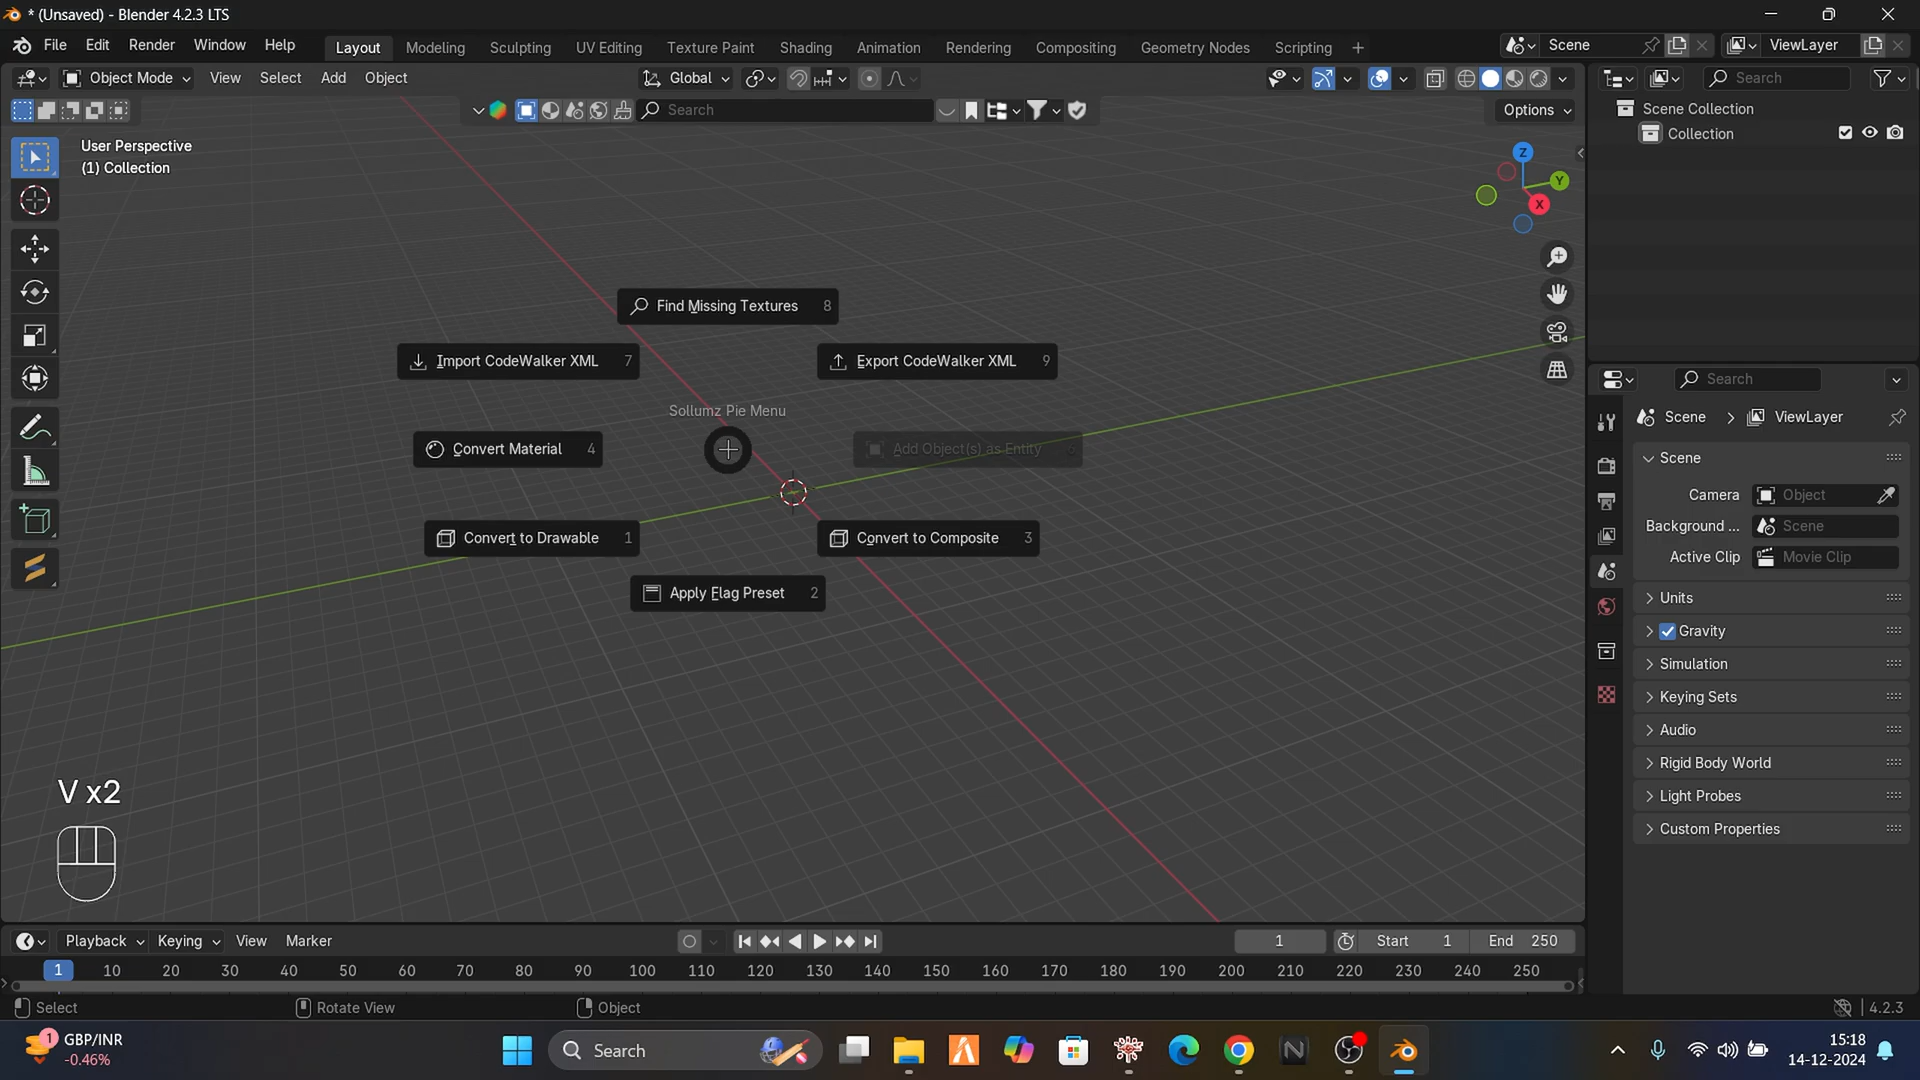 * (Unsaved) - Blender 4.2.3 LTS
File Edit Render Window Help
Layout Modeling Sculpting UV Editing Texture Paint Shading Animation Rendering Compositing Geometry Nodes Scripting +
Scene
ViewLayer
Object Mode View Select Add Object
Global
Search
Search
Options
Scene Collection
Collection
User Perspective
(1) Collection
Z
Y
X
Find Missing Textures 8
Import CodeWalker XML 7
Export CodeWalker XML 9
Sollumz Pie Menu
Convert Material 4
Add Object(s) as Entity
Convert to Drawable 1
Convert to Composite 3
Apply Flag Preset 2
V x2
Search
Scene > ViewLayer
Scene
Camera Object
Background ... Scene
Active Clip Movie Clip
Units
Gravity
Simulation
Keying Sets
Audio
Rigid Body World
Light Probes
Custom Properties
Playback Keying View Marker
1
Start 1
End 250
1 10 20 30 40 50 60 70 80 90 100 110 120 130 140 150 160 170 180 190 200 210 220 230 240 250
Select
Rotate View
Object
4.2.3
1
GBP/INR
-0.46%
Search
15:18
14-12-2024